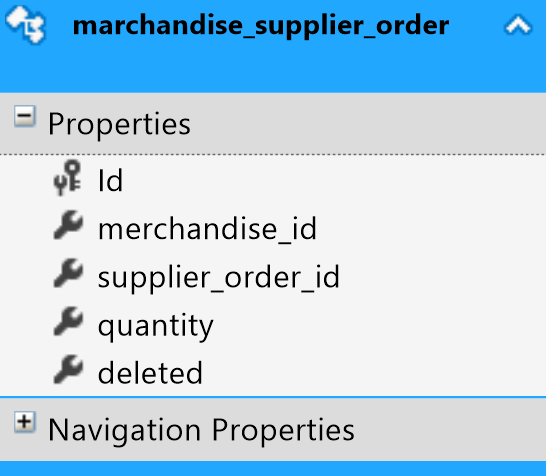 marchandise_supplier_order
Properties
Id
merchandise_id
supplier_order_id
quantity
deleted
Navigation Properties